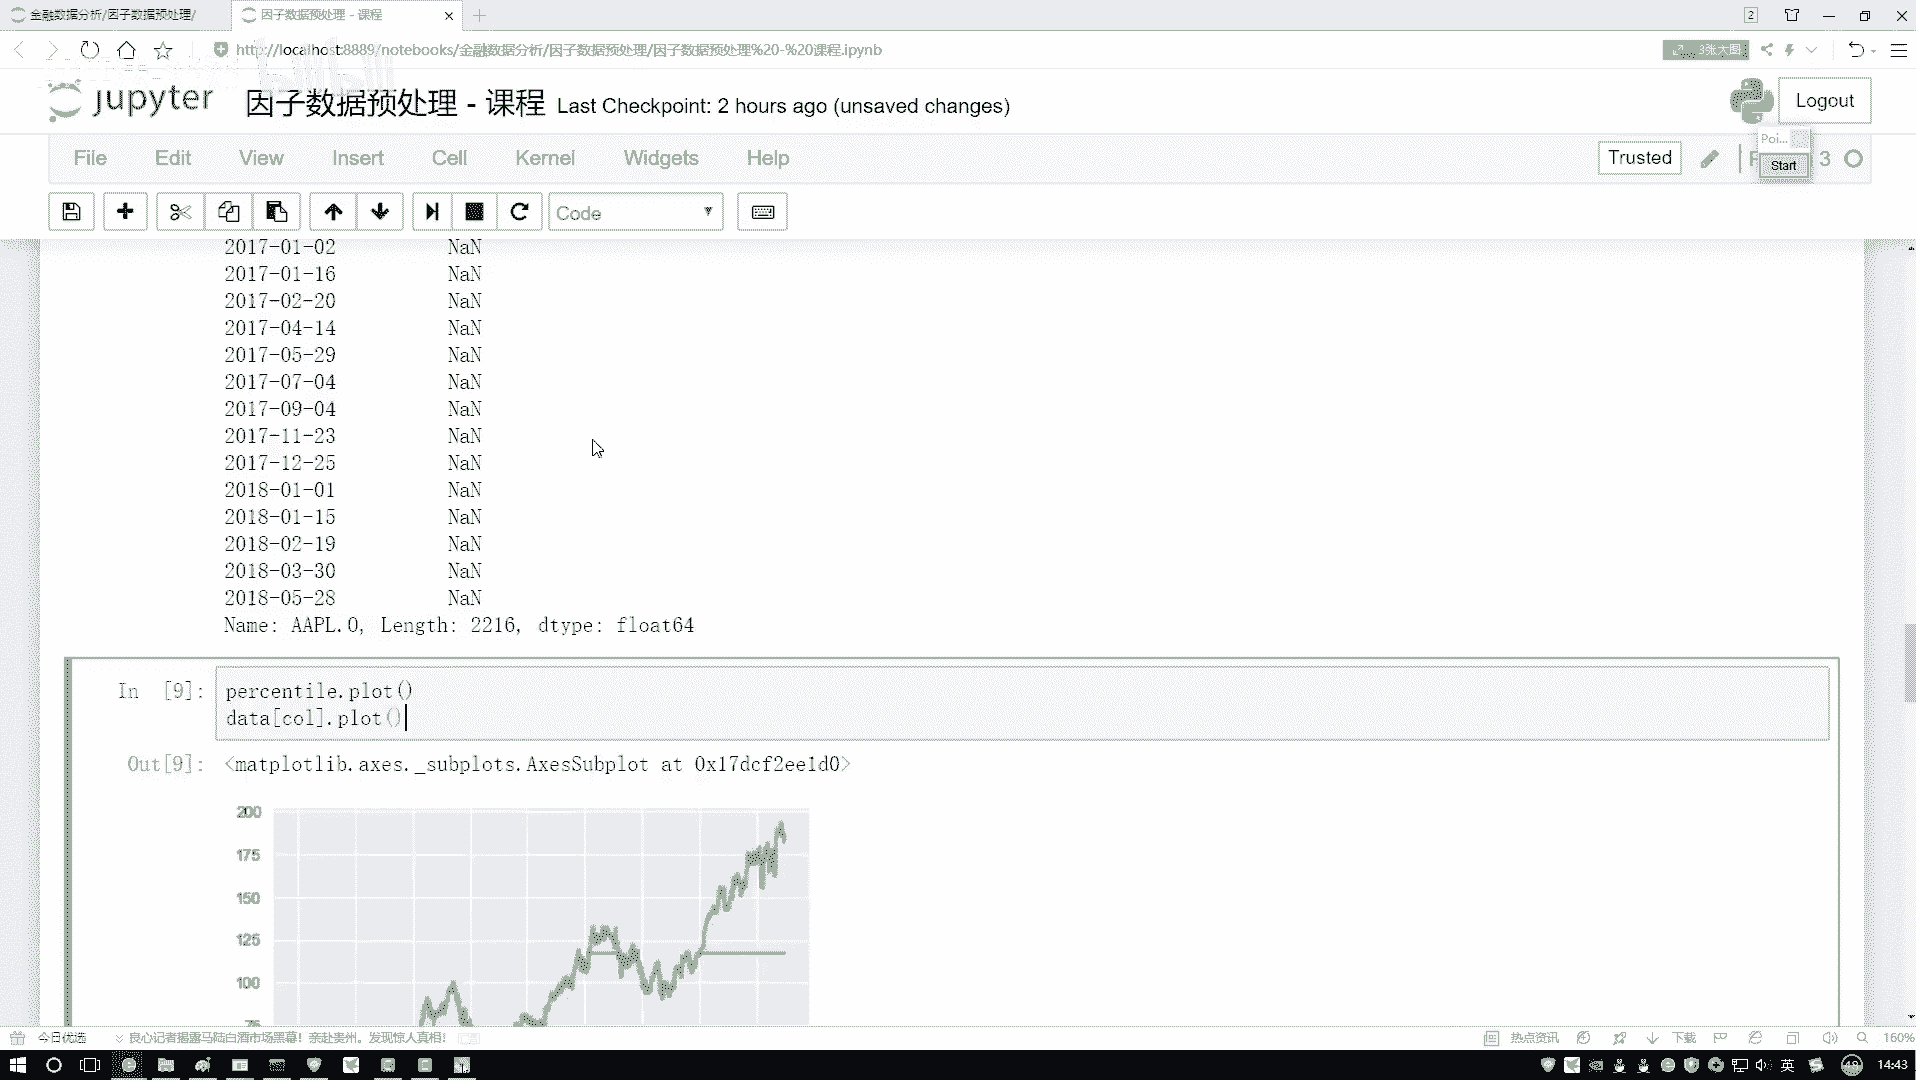 金融数据分析/因子数据预处理/
因子数据预处理 - 课程
2
http://localhost:8889/notebooks/金融数据分析/因子数据预处理/因子数据预处理%20-%20课程.ipynb
3张大图
jupyter
因子数据预处理 - 课程 Last Checkpoint: 2 hours ago (unsaved changes)
Logout
File Edit View Insert Cell Kernel Widgets Help
Trusted
Poi...
Start
3
Code
2017-01-02 NaN
2017-01-16 NaN
2017-02-20 NaN
2017-04-14 NaN
2017-05-29 NaN
2017-07-04 NaN
2017-09-04 NaN
2017-11-23 NaN
2017-12-25 NaN
2018-01-01 NaN
2018-01-15 NaN
2018-02-19 NaN
2018-03-30 NaN
2018-05-28 NaN
Name: AAPL.O, Length: 2216, dtype: float64
In [9]: percentile.plot()
data[col].plot()
Out[9]: <matplotlib.axes._subplots.AxesSubplot at 0x17dcf2ee1d0>
200
175
150
125
100
75
今日优选
良心记者揭露马陆白酒市场黑幕！亲赴贵州。发现惊人真相！
热点资讯
下载
160%
英
49
14:43